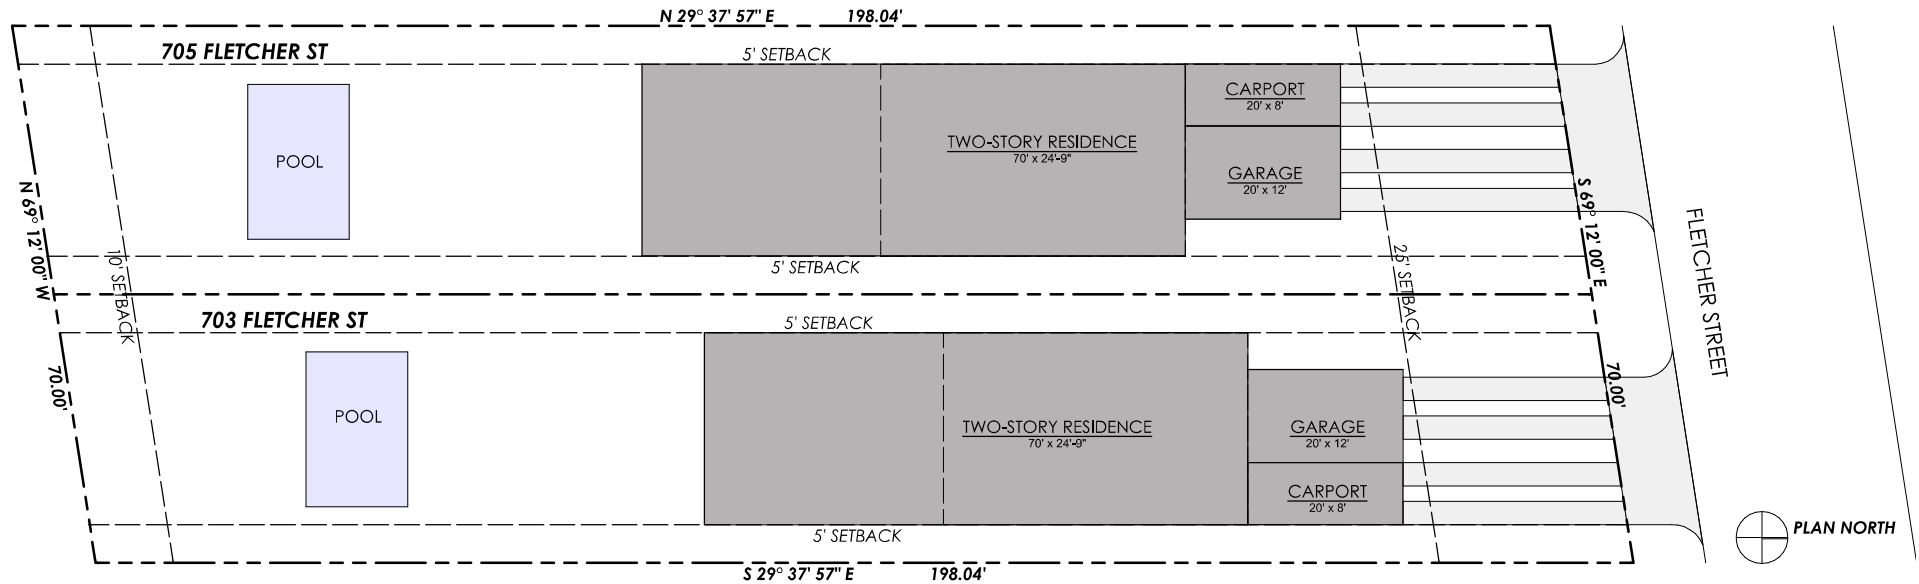 N 29° 37' 57" E 198.04'
705 FLETCHER ST
5' SETBACK
CARPORT
20' x 8'
TWO-STORY RESIDENCE
70' x 24'-9"
POOL
GARAGE
20' x 12'
N 69° 12' 00" W
S 69° 12' 00" E
FLETCHER STREET
10' SETBACK
25' SETBACK
5' SETBACK
703 FLETCHER ST
5' SETBACK
70.00'
70.00'
POOL
TWO-STORY RESIDENCE
70' x 24'-9"
GARAGE
20' x 12'
CARPORT
20' x 8'
5' SETBACK
PLAN NORTH
S 29° 37' 57" E 198.04'